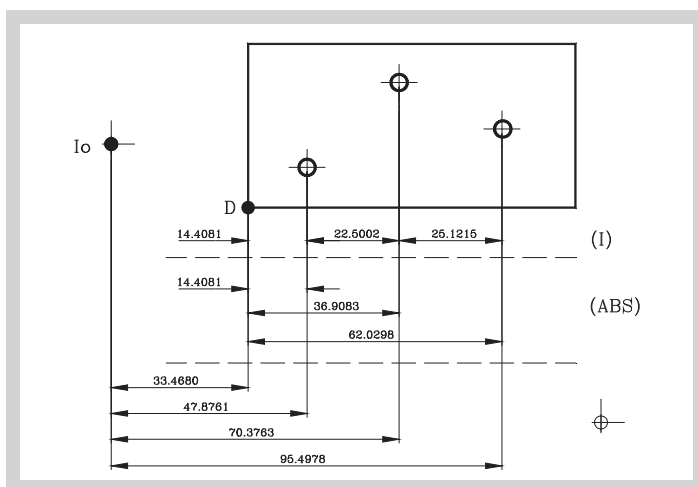 Io
D
14.4081 22.5002 25.1215 (I)
14.4081
36.9083 (ABS)
62.0298
33.4680
47.8761
70.3763
95.4978